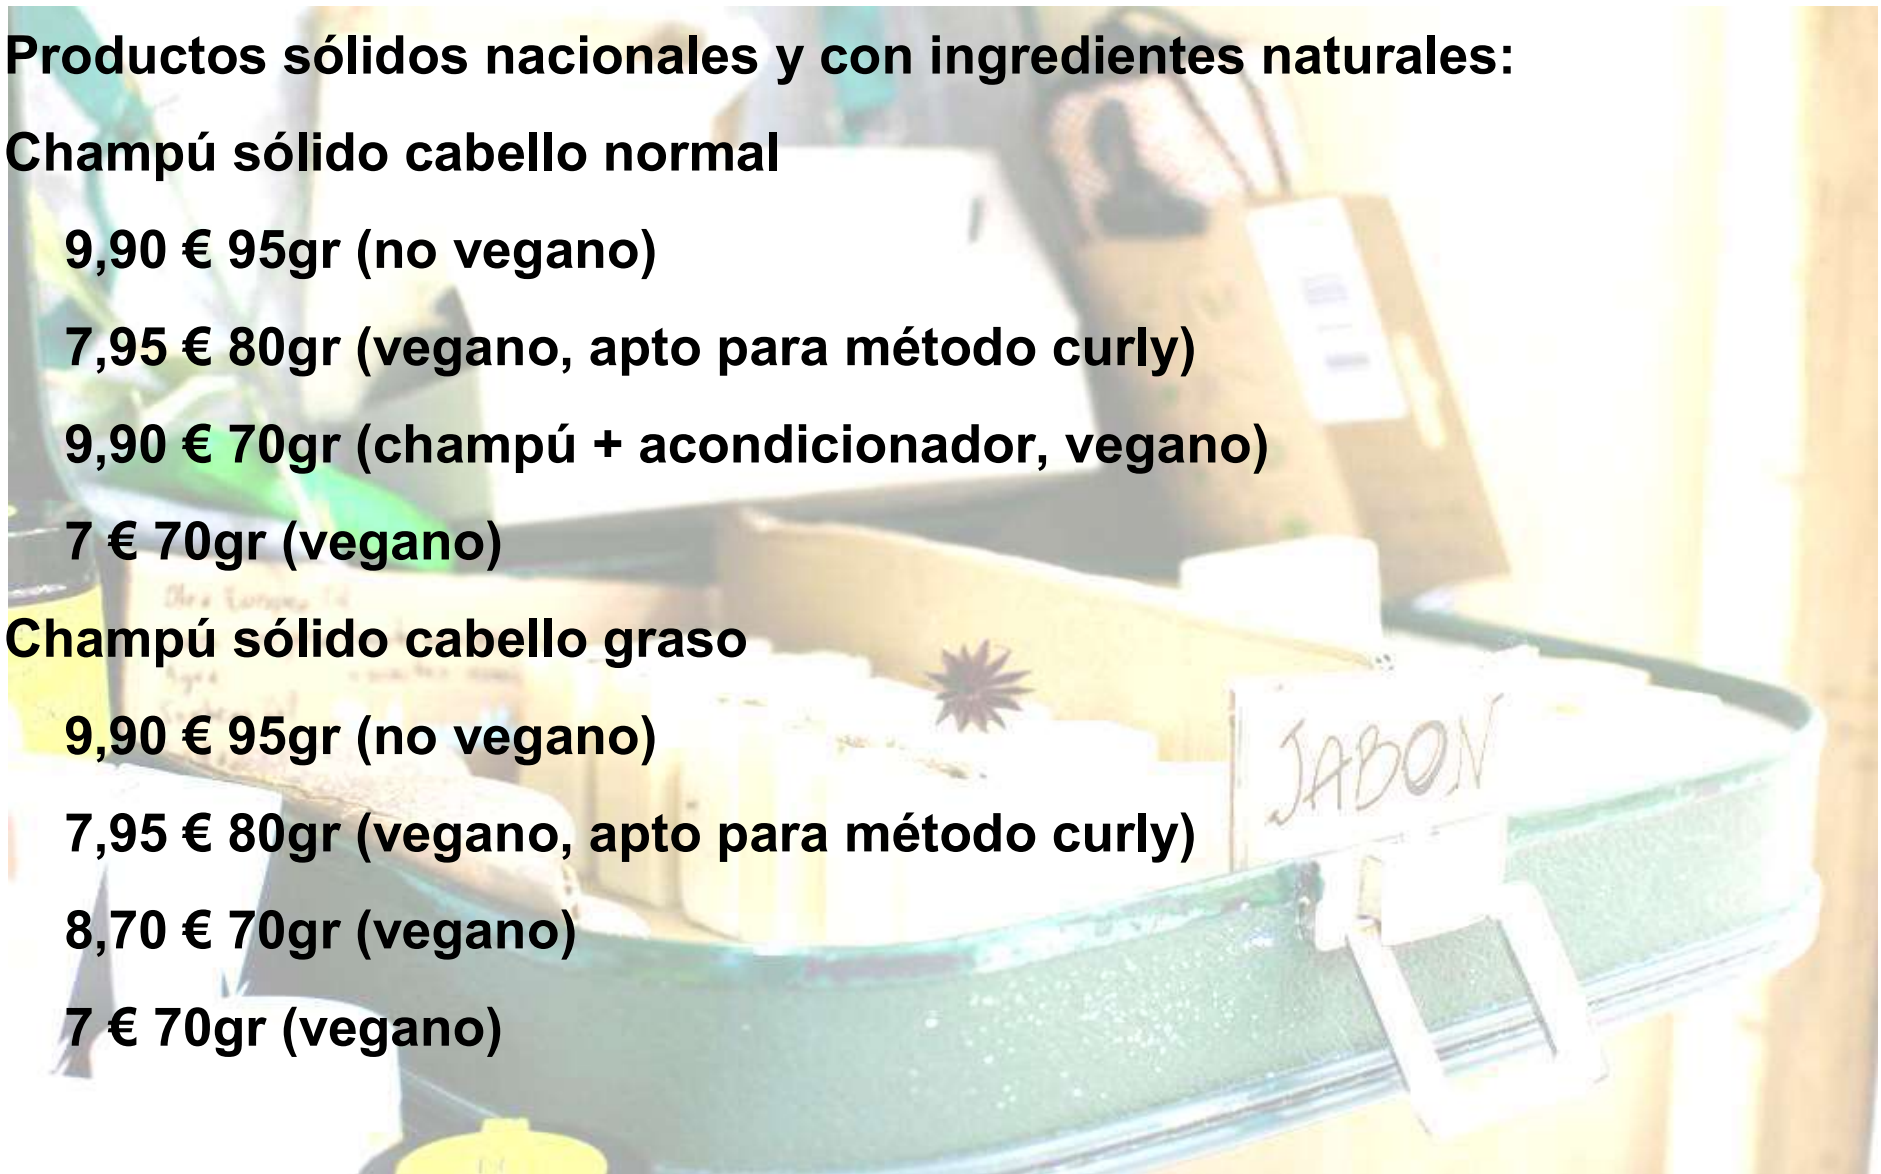 Productos sólidos nacionales y con ingredientes naturales:
Champú sólido cabello normal
9,90 € 95gr (no vegano)
7,95 € 80gr (vegano, apto para método curly)
9,90 € 70gr (champú + acondicionador, vegano)
7 € 70gr (vegano)
Champú sólido cabello graso
9,90 € 95gr (no vegano)
JABON
7,95 € 80gr (vegano, apto para método curly)
8,70 € 70gr (vegano)
7 € 70gr (vegano)